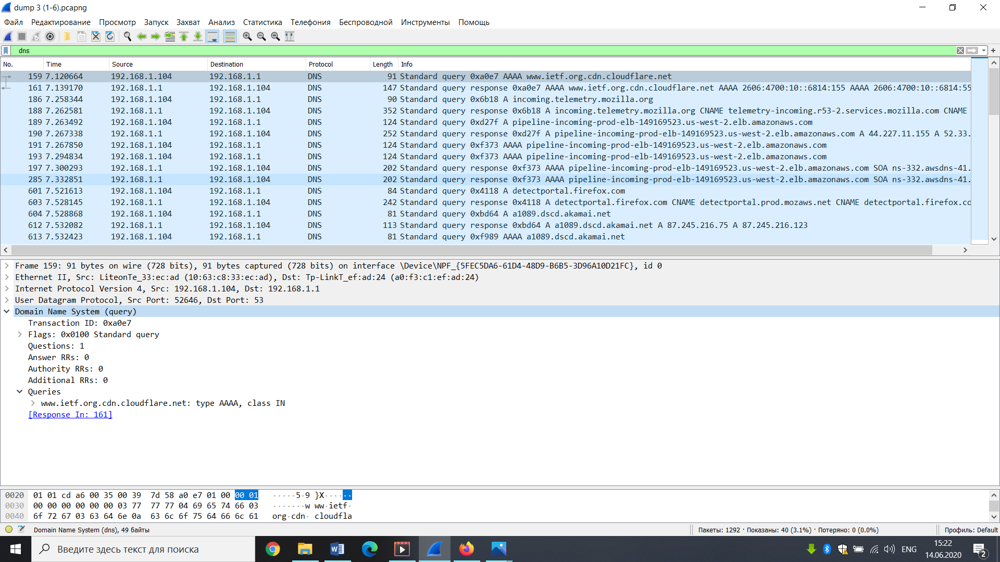 dump 3 (1-6).pcapng
Файл Редактирование Просмотр Запуск Захват Анализ Статистика Телефония Беспроводной Инструменты Помощь
dns
No. Time Source Destination Protocol Length Info
159 7.120664 192.168.1.104 192.168.1.1 DNS 91 Standard query 0xa0e7 AAAA www.ietf.org.cdn.cloudflare.net
161 7.139170 192.168.1.1 192.168.1.104 DNS 147 Standard query response 0xa0e7 AAAA www.ietf.org.cdn.cloudflare.net AAAA 2606:4700:10::6814:155 AAAA 2606:4700:10::6814:55
186 7.258344 192.168.1.104 192.168.1.1 DNS 90 Standard query 0x6b18 A incoming.telemetry.mozilla.org
188 7.262581 192.168.1.1 192.168.1.104 DNS 352 Standard query response 0x6b18 A incoming.telemetry.mozilla.org CNAME telemetry-incoming.r53-2.services.mozilla.com CNAME
189 7.263492 192.168.1.104 192.168.1.1 DNS 124 Standard query 0xd27f A pipeline-incoming-prod-elb-149169523.us-west-2.elb.amazonaws.com
190 7.267338 192.168.1.1 192.168.1.104 DNS 252 Standard query response 0xd27f A pipeline-incoming-prod-elb-149169523.us-west-2.elb.amazonaws.com A 44.227.11.155 A 52.33.
191 7.267850 192.168.1.104 192.168.1.1 DNS 124 Standard query 0xf373 AAAA pipeline-incoming-prod-elb-149169523.us-west-2.elb.amazonaws.com
193 7.294834 192.168.1.104 192.168.1.1 DNS 124 Standard query 0xf373 AAAA pipeline-incoming-prod-elb-149169523.us-west-2.elb.amazonaws.com
197 7.300293 192.168.1.1 192.168.1.104 DNS 202 Standard query response 0xf373 AAAA pipeline-incoming-prod-elb-149169523.us-west-2.elb.amazonaws.com SOA ns-332.awsdns-41.
285 7.332851 192.168.1.1 192.168.1.104 DNS 202 Standard query response 0xf373 AAAA pipeline-incoming-prod-elb-149169523.us-west-2.elb.amazonaws.com SOA ns-332.awsdns-41.
601 7.521613 192.168.1.104 192.168.1.1 DNS 84 Standard query 0x4118 A detectportal.firefox.com
603 7.528145 192.168.1.1 192.168.1.104 DNS 242 Standard query response 0x4118 A detectportal.firefox.com CNAME detectportal.prod.mozaws.net CNAME detectportal.firefox.co
604 7.528868 192.168.1.104 192.168.1.1 DNS 81 Standard query 0xbd64 A a1089.dscd.akamai.net
612 7.532082 192.168.1.1 192.168.1.104 DNS 113 Standard query response 0xbd64 A a1089.dscd.akamai.net A 87.245.216.75 A 87.245.216.123
613 7.532423 192.168.1.104 192.168.1.1 DNS 81 Standard query 0xf989 AAAA a1089.dscd.akamai.net
Frame 159: 91 bytes on wire (728 bits), 91 bytes captured (728 bits) on interface \Device\NPF_{5FEC5DA6-61D4-48D9-B6B5-3D96A10D21FC}, id 0
Ethernet II, Src: LiteonTe_33:ec:ad (10:63:c8:33:ec:ad), Dst: Tp-LinkT_ef:ad:24 (a0:f3:c1:ef:ad:24)
Internet Protocol Version 4, Src: 192.168.1.104, Dst: 192.168.1.1
User Datagram Protocol, Src Port: 52646, Dst Port: 53
Domain Name System (query)
Transaction ID: 0xa0e7
Flags: 0x0100 Standard query
Questions: 1
Answer RRs: 0
Authority RRs: 0
Additional RRs: 0
Queries
www.ietf.org.cdn.cloudflare.net: type AAAA, class IN
[Response In: 161]
0020 01 01 cd a6 00 35 00 39 7d 58 a0 e7 01 00 00 01 ·····5·9 }X······
0030 00 00 00 00 00 00 03 77 77 77 04 69 65 74 66 03 ·······w ww·ietf·
0040 6f 72 67 03 63 64 6e 0a 63 6c 6f 75 64 66 6c 61 org·cdn· cloudfla
Domain Name System (dns), 49 байты Пакеты: 1292 · Показаны: 40 (3.1%) · Потеряно: 0 (0.0%) Профиль: Default
Введите здесь текст для поиска
ENG
15:22
14.06.2020
2